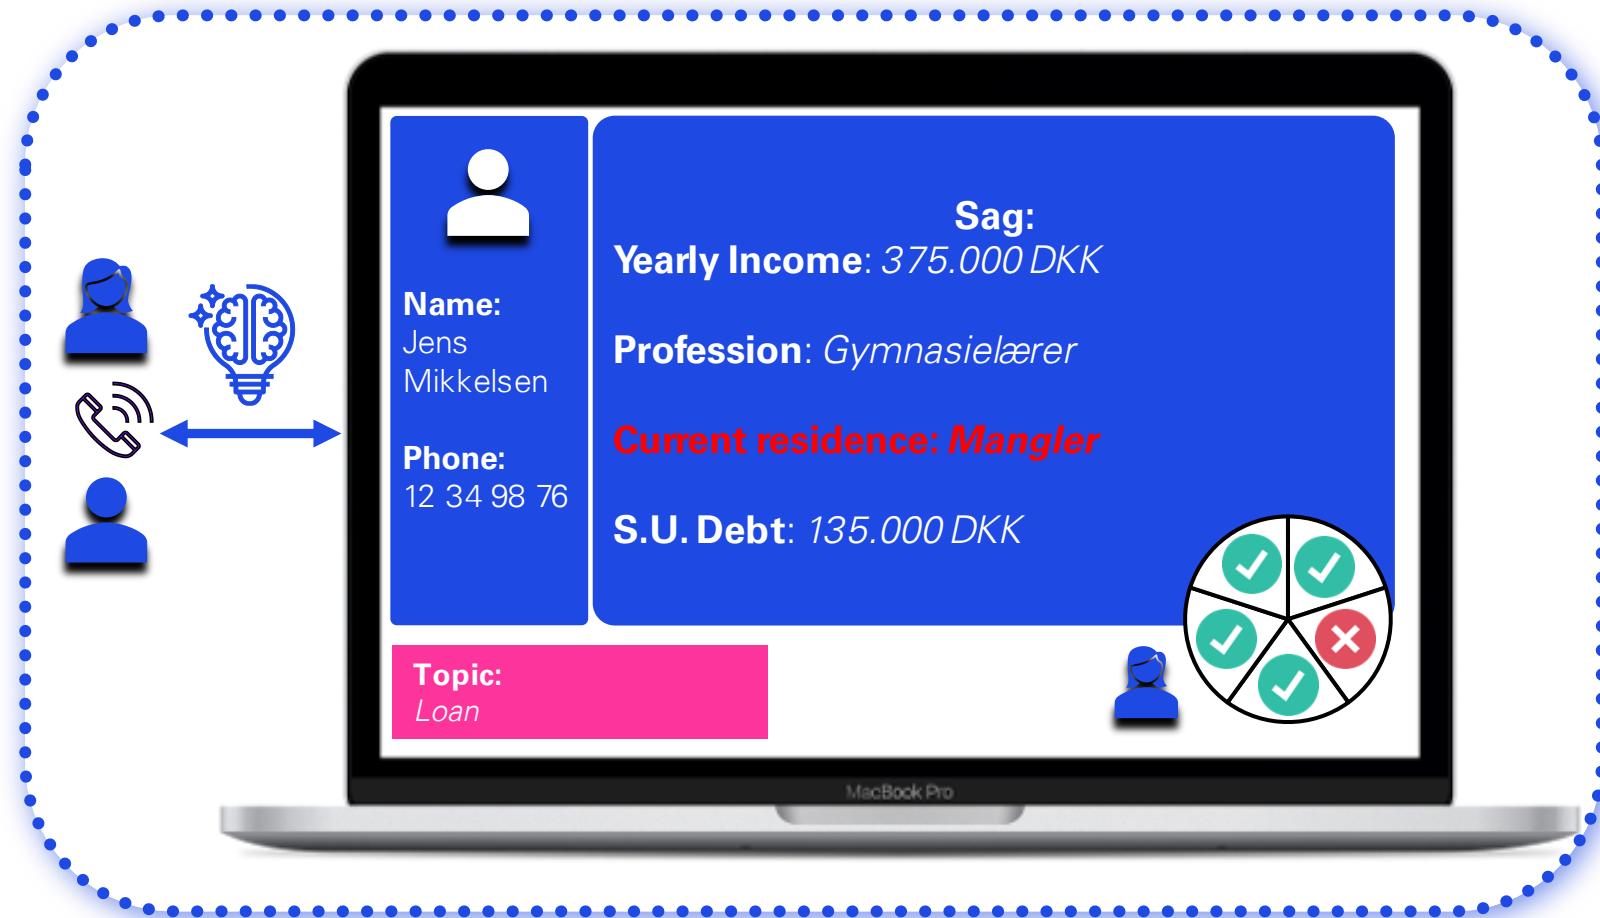 Name:
Jens
Mikkelsen
Phone:
12 34 98 76
Sag:
Yearly Income: 375.000 DKK
Profession: Gymnasielærer
Current residence: Mangler
S.U. Debt: 135.000 DKK
Topic:
Loan
MacBook Pro